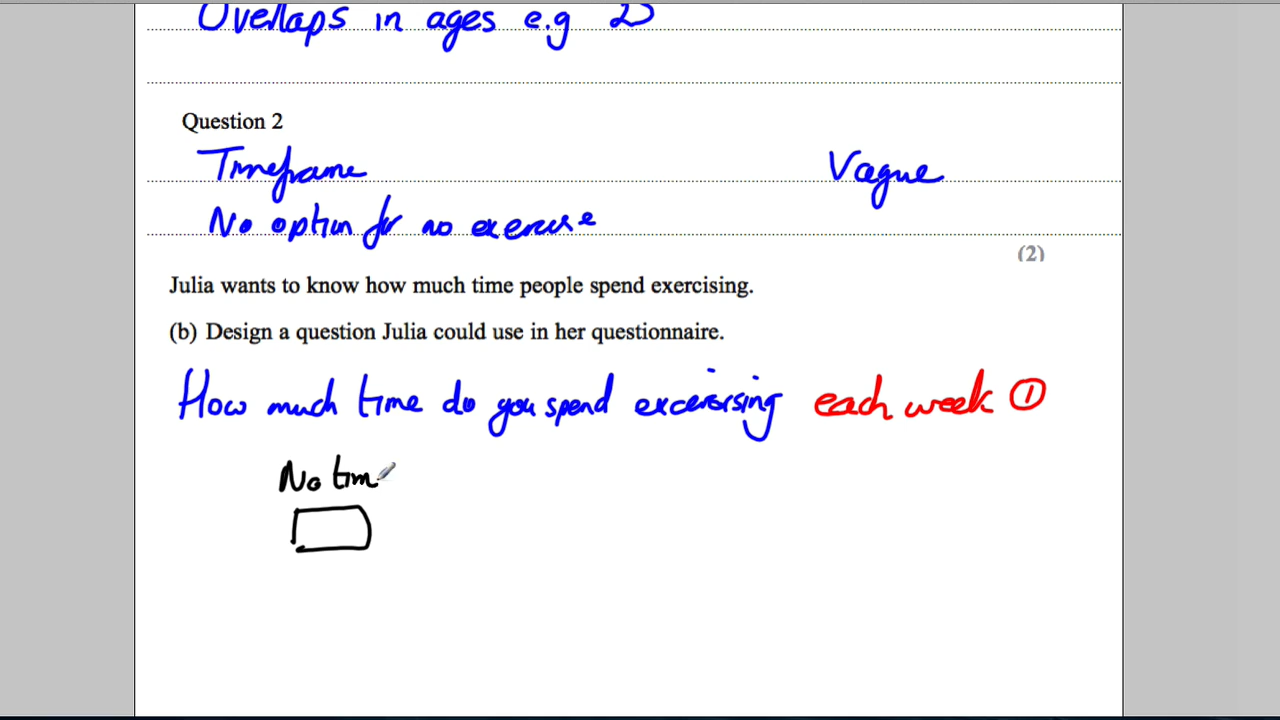 Overlaps in ages e.g
Question 2
Timeframe Vague
No option for no exercise
(2)
Julia wants to know how much time people spend exercising.
(b) Design a question Julia could use in her questionnaire.
How much time do you spend excerisising each week ①
No tim